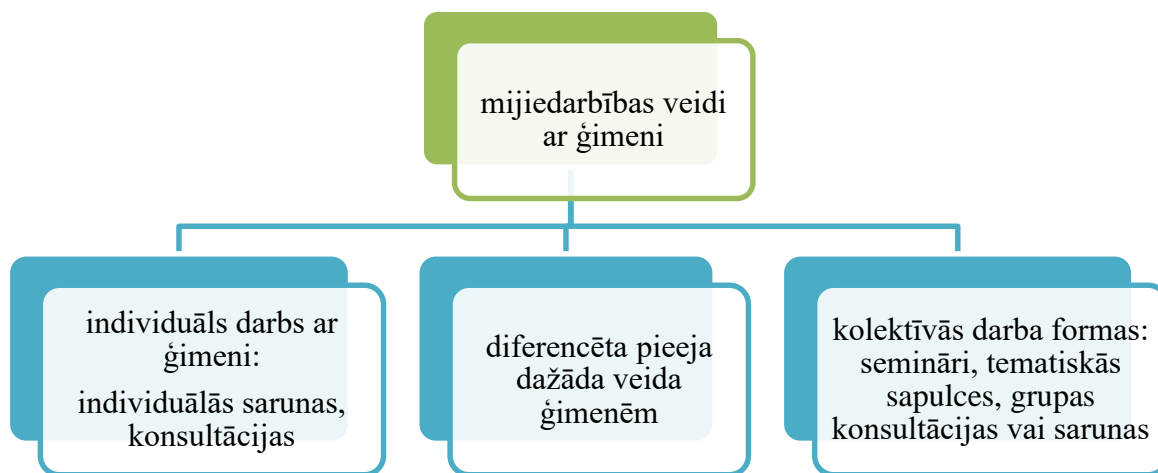 mijiedarbības veidi
ar ģimeni
individuāls darbs ar
ģimeni:
individuālās sarunas,
konsultācijas
diferencēta pieeja
dažāda veida
ģimenēm
kolektīvās darba formas:
semināri, tematiskās
sapulces, grupas
konsultācijas vai sarunas